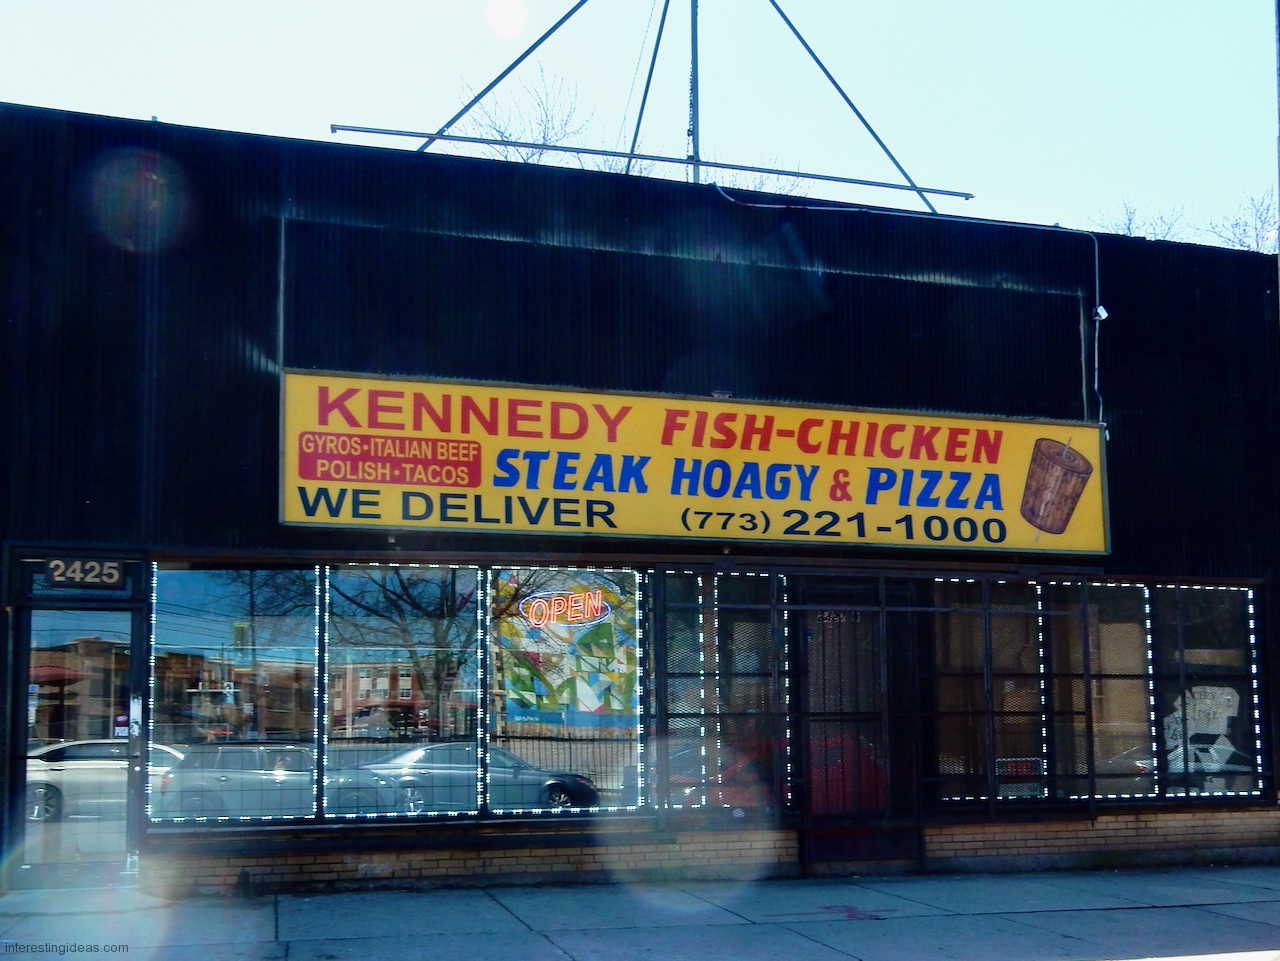 KENNEDY FISH-CHICKEN
GYROS•ITALIAN BEEF
POLISH•TACOS
STEAK HOAGY & PIZZA
WE DELIVER (773) 221-1000
2425
OPEN
interestingideas.com